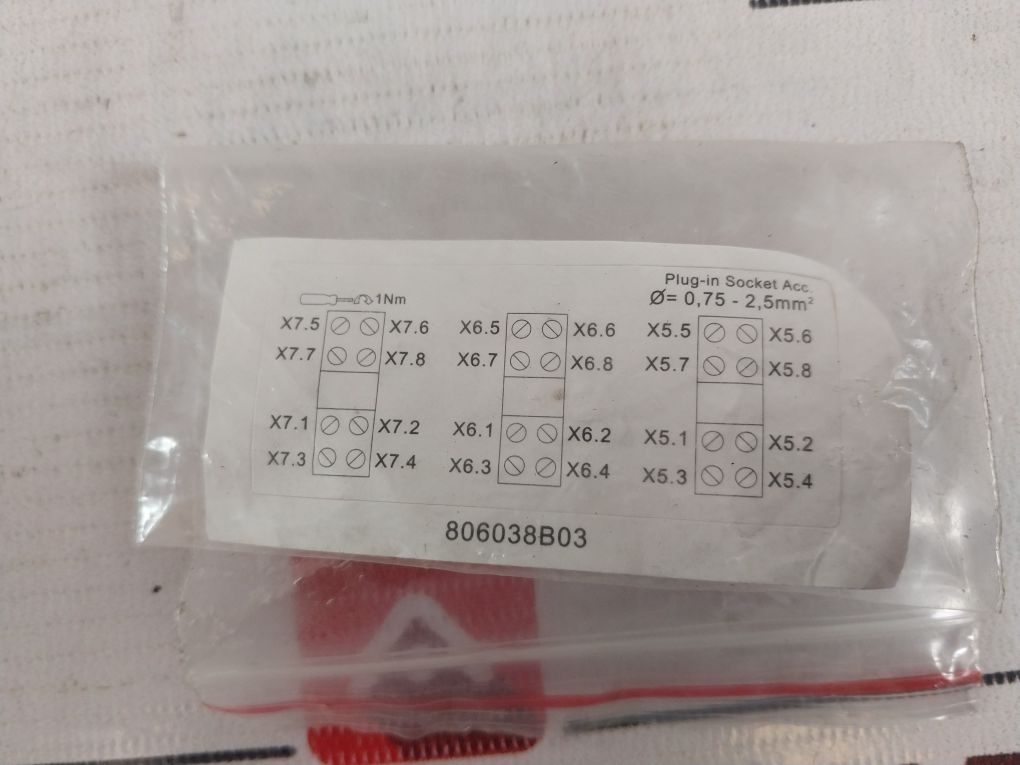 Plug-in Socket Acc.
1Nm
Ø= 0,75 - 2,5mm²
X7.5 X7.6 X6.5 X6.6 X5.5 X5.6
X7.7 X7.8 X6.7 X6.8 X5.7 X5.8
X7.1 X7.2 X6.1 X6.2 X5.1 X5.2
X7.3 X7.4 X6.3 X6.4 X5.3 X5.4
806038B03